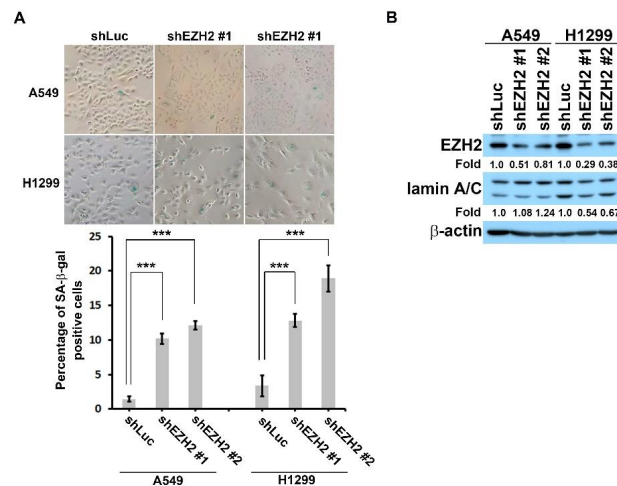 A
shLuc shEZH2 #1 shEZH2 #1
A549
H1299
Percentage of SA-β-gal
positive cells
25
20
15
10
5
0
*** ***
*** ***
shLuc shEZH2 #1 shEZH2 #2 shLuc shEZH2 #1 shEZH2 #2
A549 H1299
B
A549 H1299
shLuc shEZH2 #1 shEZH2 #2 shLuc shEZH2 #1 shEZH2 #2
EZH2
Fold 1.0 0.51 0.81 1.0 0.29 0.38
lamin A/C
Fold 1.0 1.08 1.24 1.0 0.54 0.67
β-actin